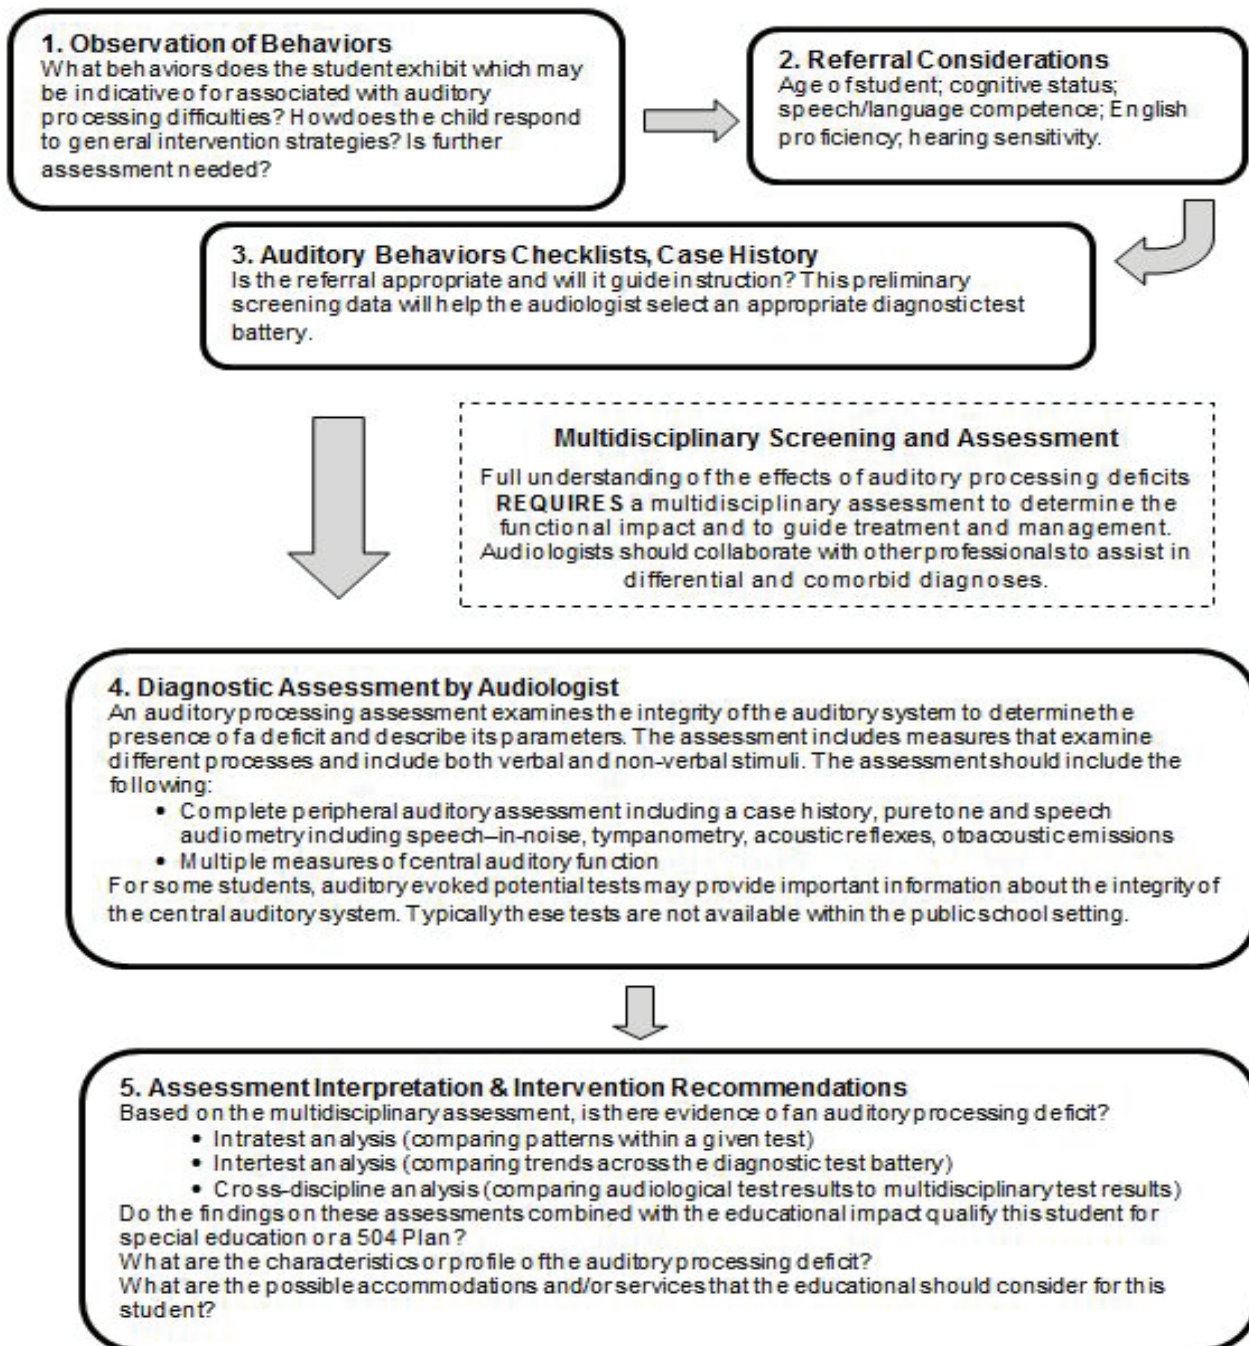 1. Observation of Behaviors
What behaviors does the student exhibit which may
be indicative of or associated with auditory
processing difficulties? How does the child respond
to general intervention strategies? Is further
assessment needed?
2. Referral Considerations
Age of student; cognitive status;
speech/language competence; English
proficiency; hearing sensitivity.
3. Auditory Behaviors Checklists, Case History
Is the referral appropriate and will it guide instruction? This preliminary
screening data will help the audiologist select an appropriate diagnostic test
battery.
Multidisciplinary Screening and Assessment
Full understanding of the effects of auditory processing deficits
REQUIRES a multidisciplinary assessment to determine the
functional impact and to guide treatment and management.
Audiologists should collaborate with other professionals to assist in
differential and comorbid diagnoses.
4. Diagnostic Assessment by Audiologist
An auditory processing assessment examines the integrity of the auditory system to determine the
presence of a deficit and describe its parameters. The assessment includes measures that examine
different processes and include both verbal and non-verbal stimuli. The assessment should include the
following:
• Complete peripheral auditory assessment including a case history, puretone and speech
audiometry including speech–in-noise, tympanometry, acoustic reflexes, otoacoustic emissions
• Multiple measures of central auditory function
For some students, auditory evoked potential tests may provide important information about the integrity of
the central auditory system. Typically these tests are not available within the public school setting.
5. Assessment Interpretation & Intervention Recommendations
Based on the multidisciplinary assessment, is there evidence of an auditory processing deficit?
• Intratest analysis (comparing patterns within a given test)
• Intertest analysis (comparing trends across the diagnostic test battery)
• Cross-discipline analysis (comparing audiological test results to multidisciplinary test results)
Do the findings on these assessments combined with the educational impact qualify this student for
special education or a 504 Plan?
What are the characteristics or profile of the auditory processing deficit?
What are the possible accommodations and/or services that the educational should consider for this
student?